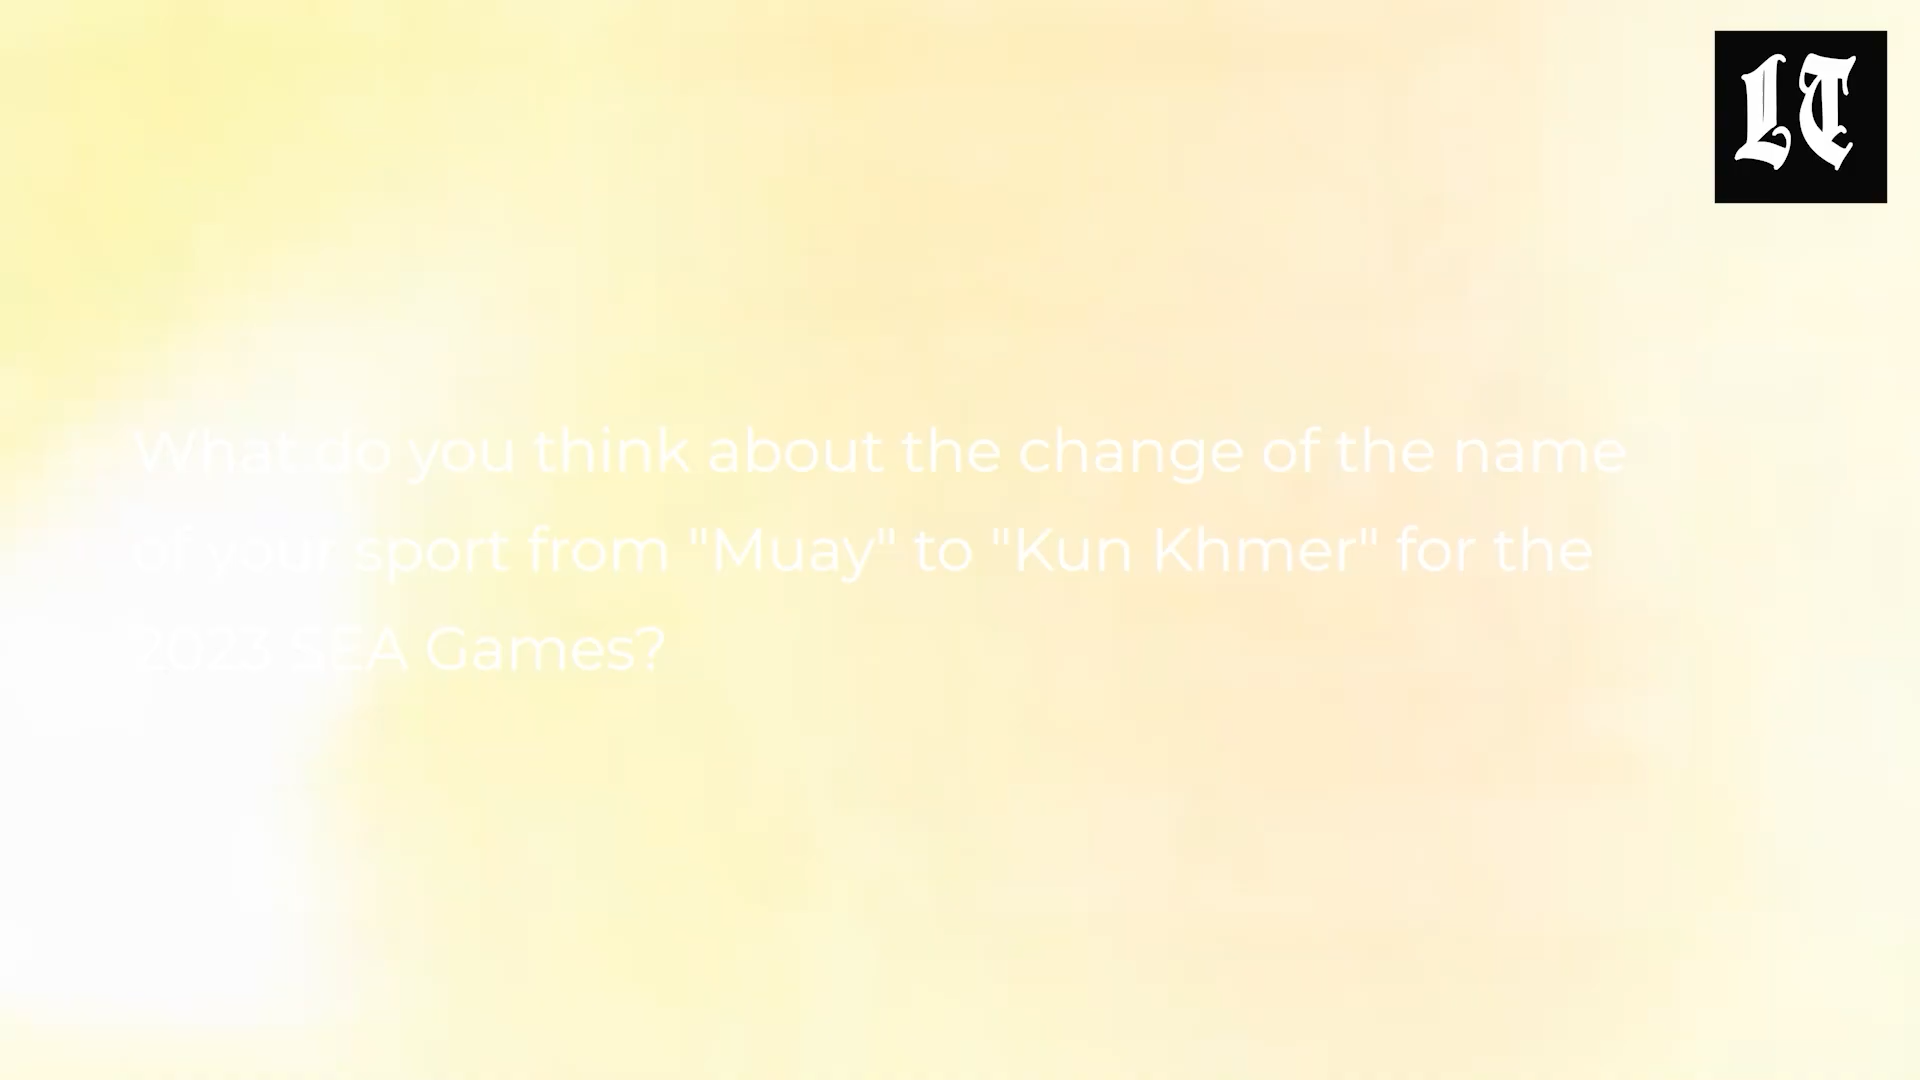 LT
What do you think about the change of the name
of your sport from "Muay" to "Kun Khmer" for the
2023 SEA Games?